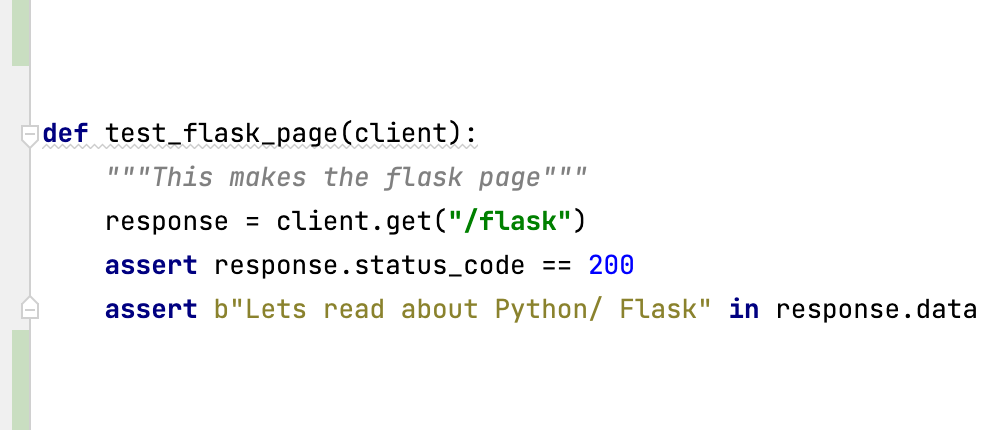 def test_flask_page(client):
"""This makes the flask page"""
response = client.get("/flask")
assert response.status_code == 200
assert b"Lets read about Python/ Flask" in response.data